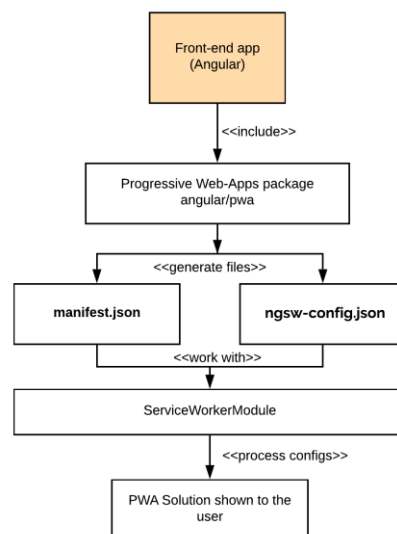 Front-end app
(Angular)
<<include>>
Progressive Web-Apps package
angular/pwa
<<generate files>>
manifest.json
ngsw-config.json
<<work with>>
ServiceWorkerModule
<<process configs>>
PWA Solution shown to the
user